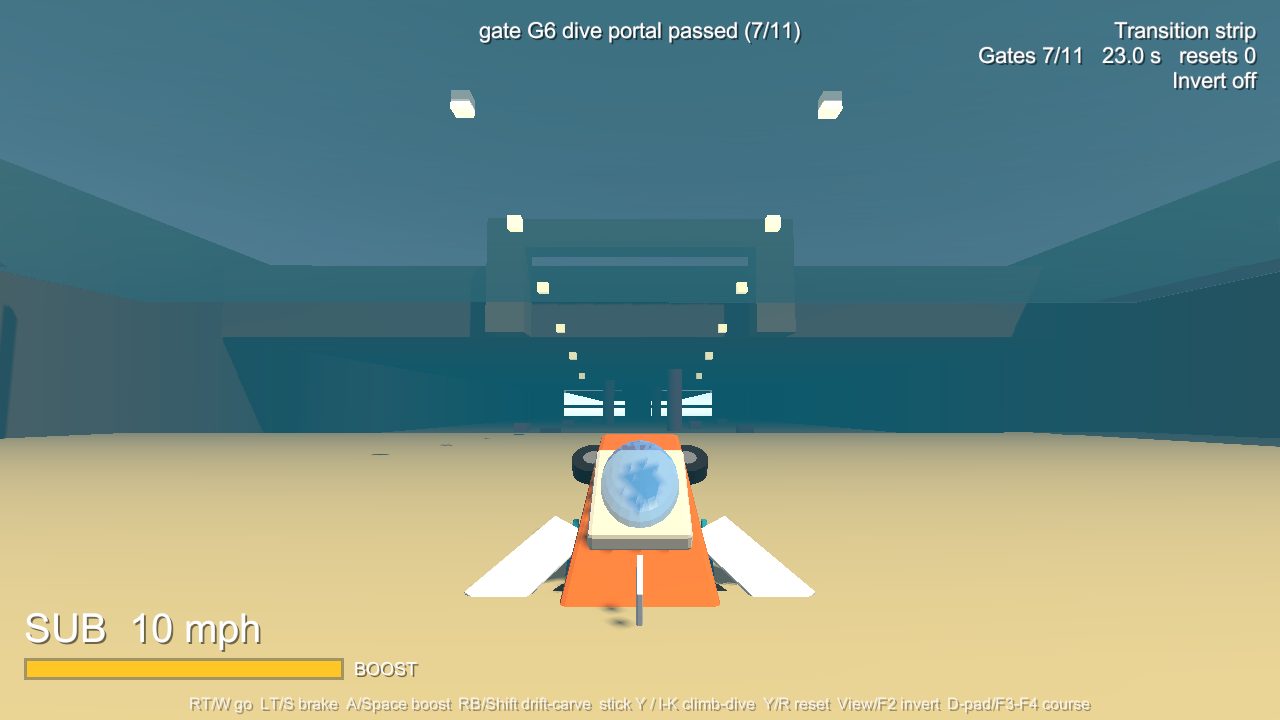 gate G6 dive portal passed (7/11)
Transition strip
Gates 7/11 23.0 s resets 0
Invert off
SUB 10 mph
BOOST
RT/W go LT/S brake A/Space boost RB/Shift drift-carve stick Y / I-K climb-dive Y/R reset View/F2 invert D-pad/F3-F4 course